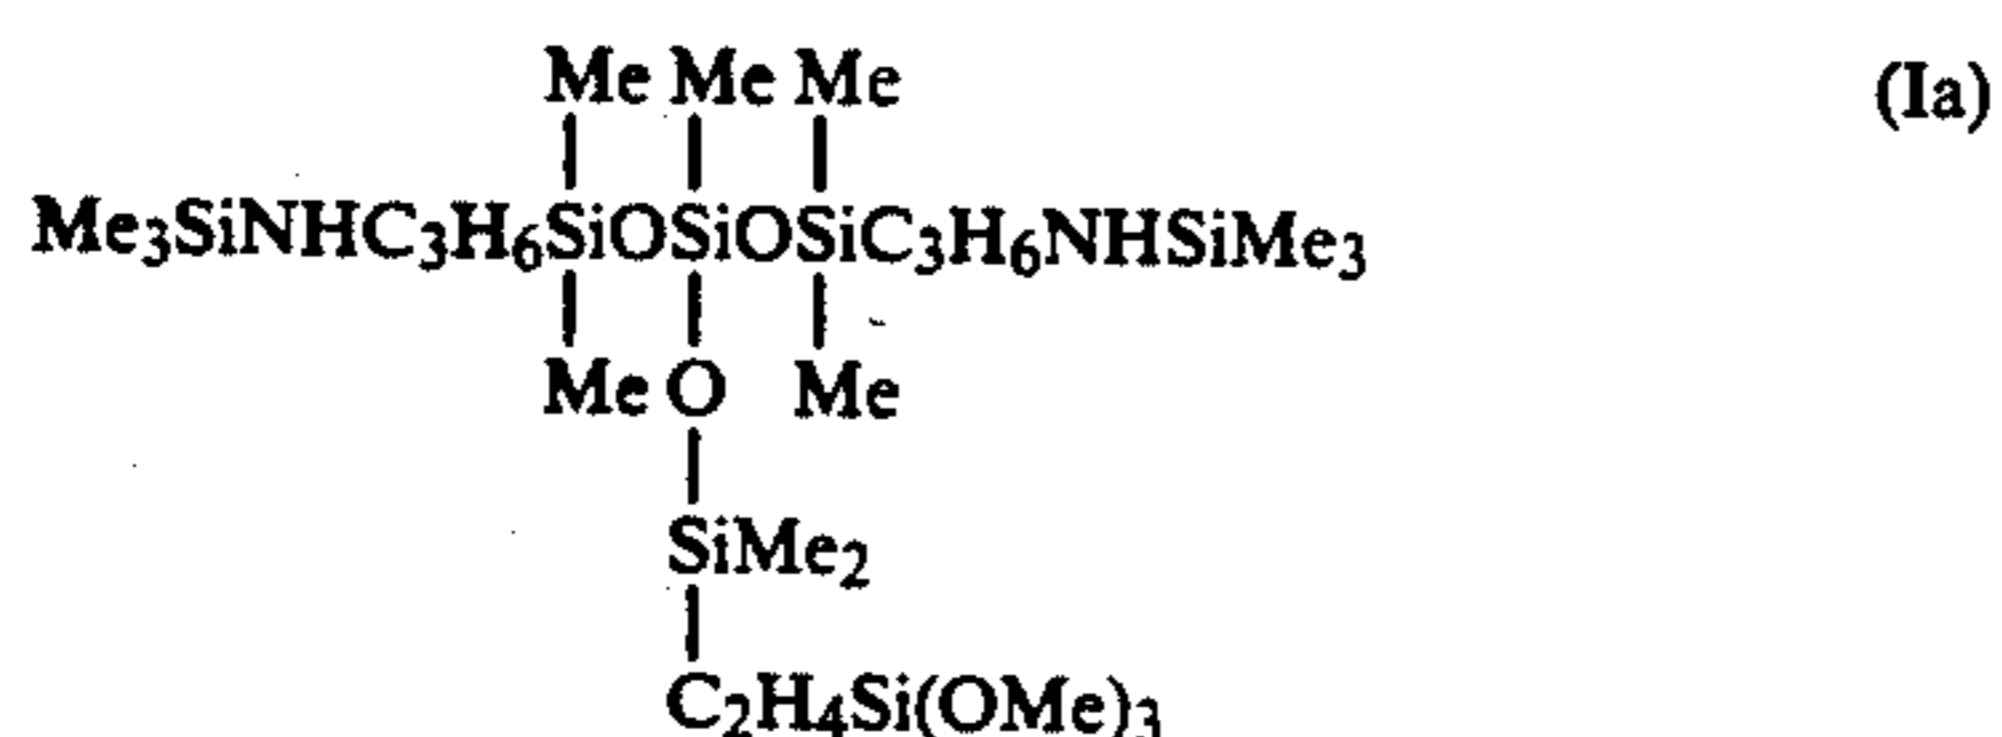 Me Me Me (Ia)
Me₃SiNHC₃H₆SiOSiOSiC₃H₆NHSiMe₃
Me O Me
SiMe₂
C₂H₄Si(OMe)₃